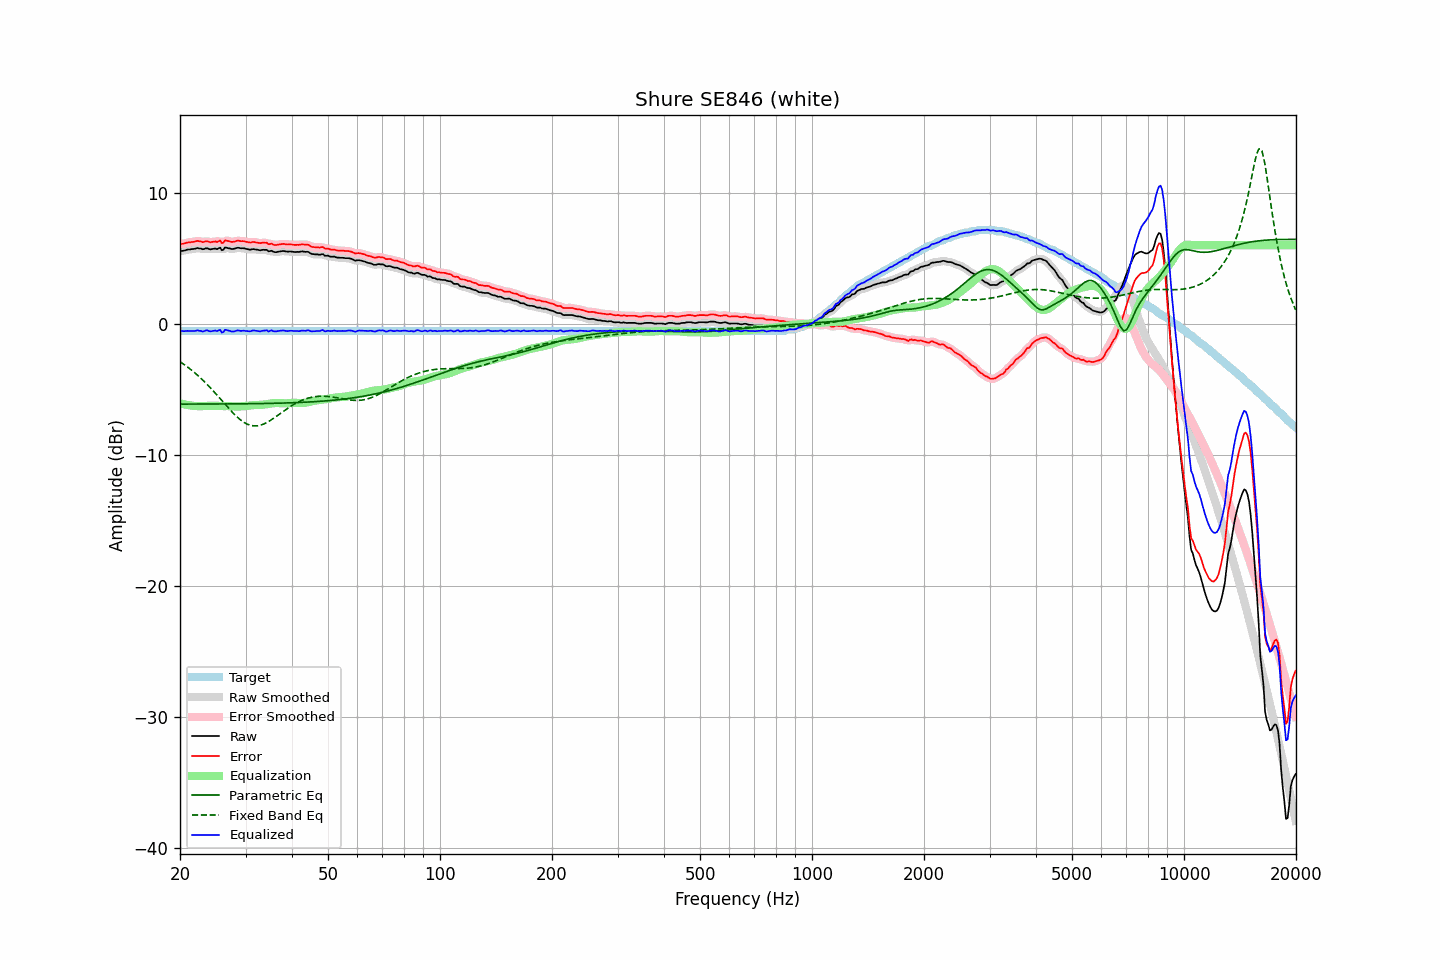 Shure SE846 (white)
Amplitude (dBr)
10
0
−10
−20
−30
−40
Target
Raw Smoothed
Error Smoothed
Raw
Error
Equalization
Parametric Eq
Fixed Band Eq
Equalized
20 50 100 200 500 1000 2000 5000 10000 20000
Frequency (Hz)